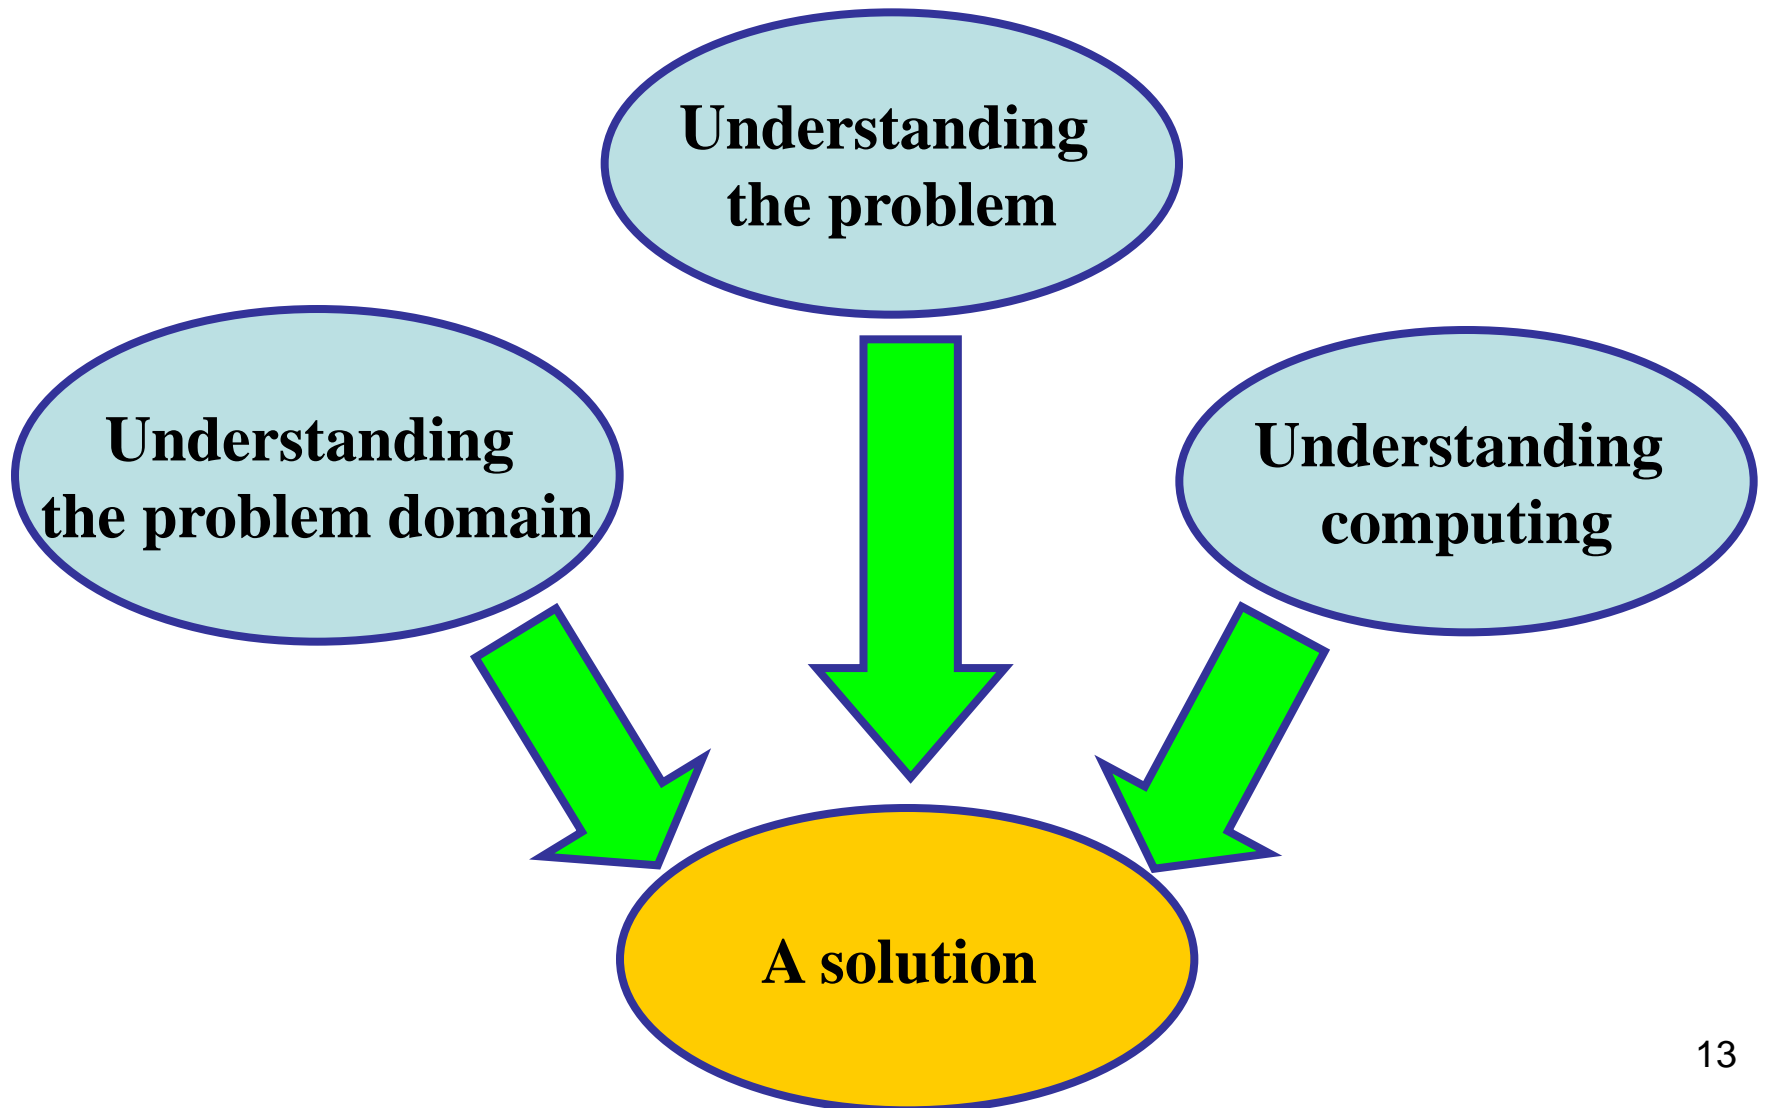 Understanding
the problem
Understanding
the problem domain
Understanding
computing
A solution
13